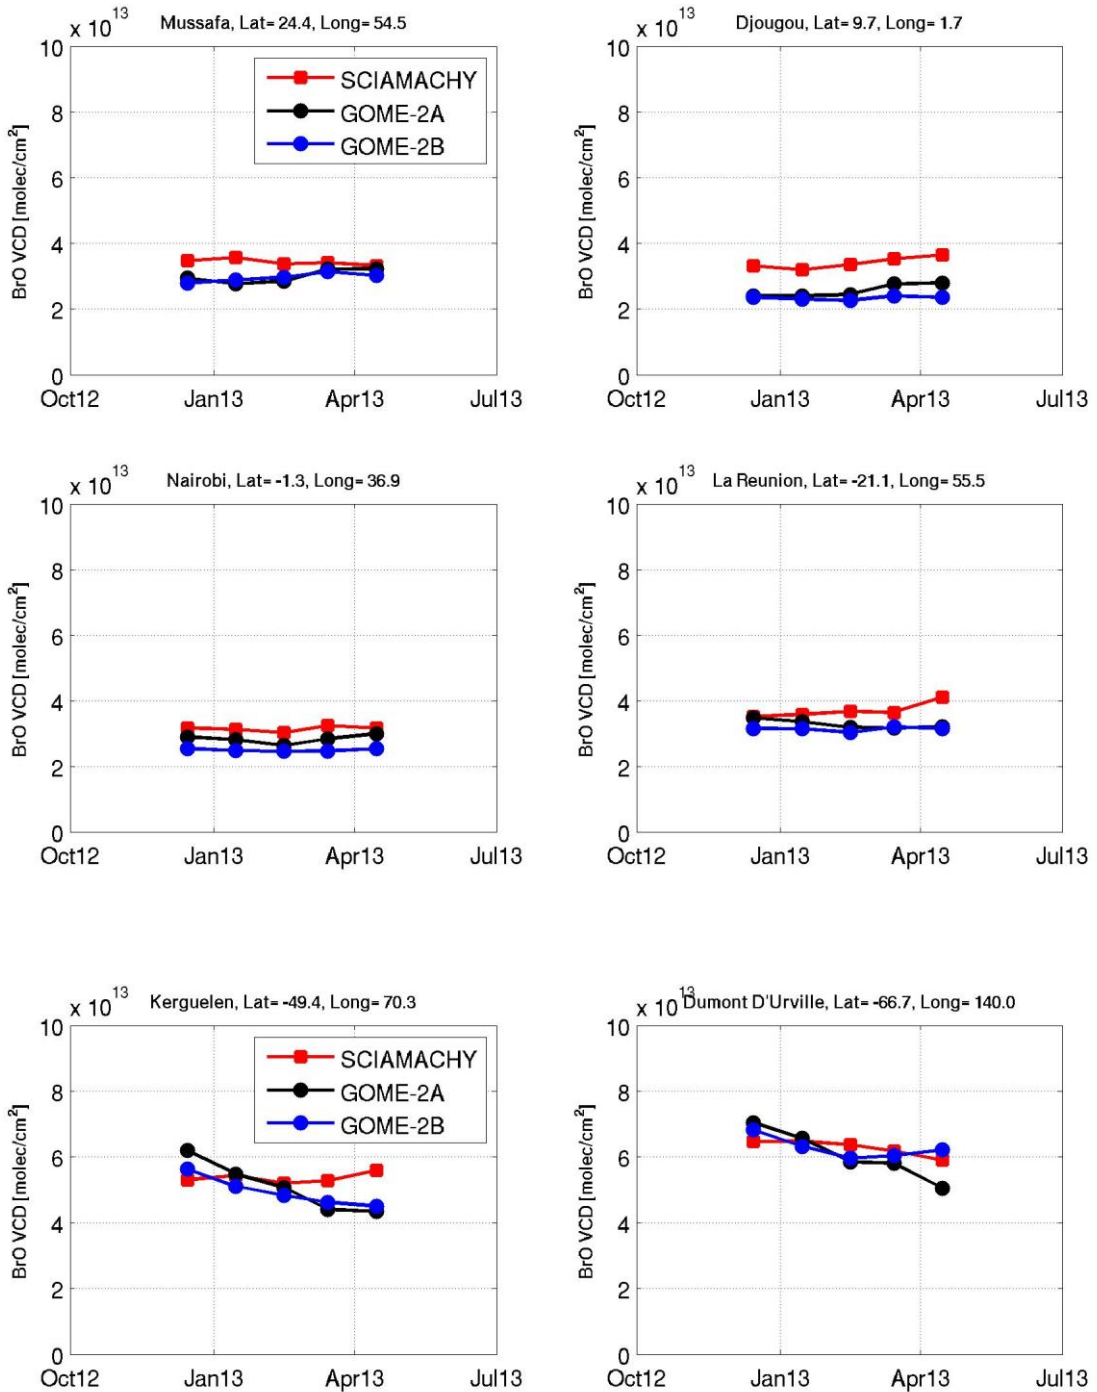 x 10^13
Mussafa, Lat= 24.4, Long= 54.5
BrO VCD [molec/cm^2]
10
8
6
4
2
0
Oct12 Jan13 Apr13 Jul13
SCIAMACHY
GOME-2A
GOME-2B
x 10^13
Djougou, Lat= 9.7, Long= 1.7
BrO VCD [molec/cm^2]
10
8
6
4
2
0
Oct12 Jan13 Apr13 Jul13
x 10^13
Nairobi, Lat= -1.3, Long= 36.9
BrO VCD [molec/cm^2]
10
8
6
4
2
0
Oct12 Jan13 Apr13 Jul13
x 10^13
La Reunion, Lat= -21.1, Long= 55.5
BrO VCD [molec/cm^2]
10
8
6
4
2
0
Oct12 Jan13 Apr13 Jul13
x 10^13
Kerguelen, Lat= -49.4, Long= 70.3
BrO VCD [molec/cm^2]
10
8
6
4
2
0
Oct12 Jan13 Apr13 Jul13
SCIAMACHY
GOME-2A
GOME-2B
x 10^13
Dumont D'Urville, Lat= -66.7, Long= 140.0
BrO VCD [molec/cm^2]
10
8
6
4
2
0
Oct12 Jan13 Apr13 Jul13